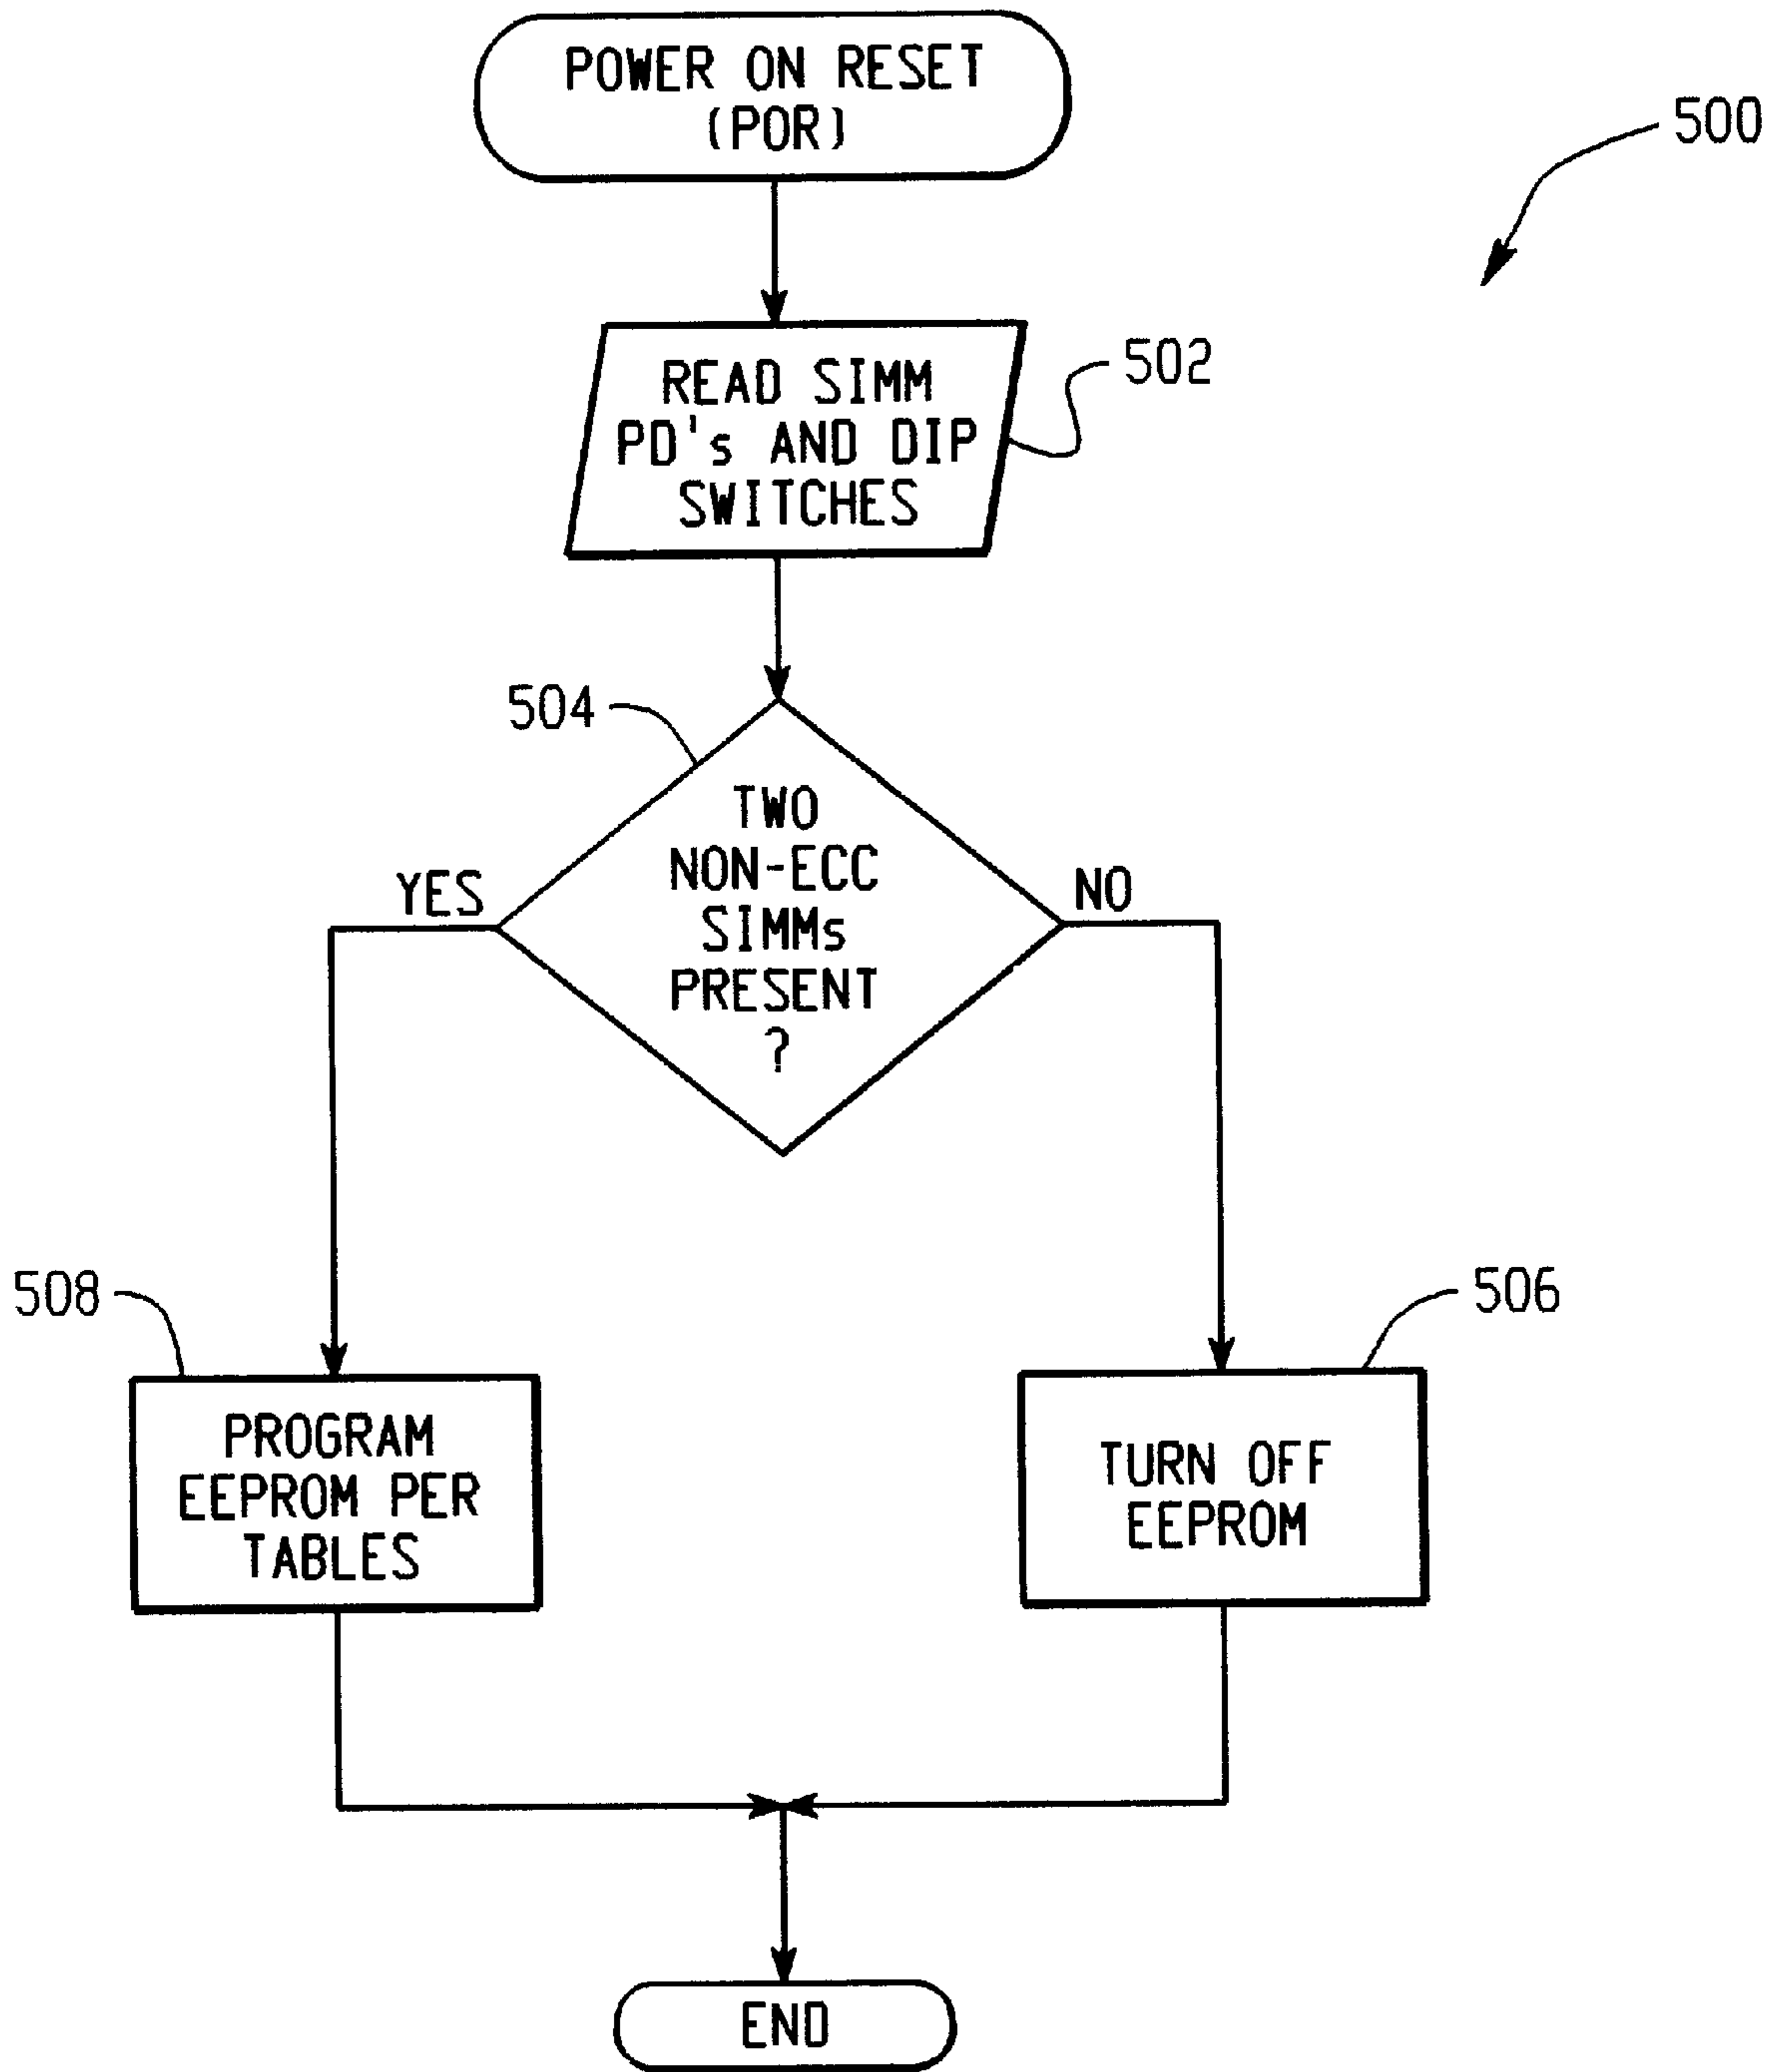 POWER ON RESET
(POR)
500
READ SIMM
PD's AND DIP
SWITCHES
502
504
TWO
NON-ECC
SIMMs
PRESENT
?
YES
NO
508
506
PROGRAM
EEPROM PER
TABLES
TURN OFF
EEPROM
END